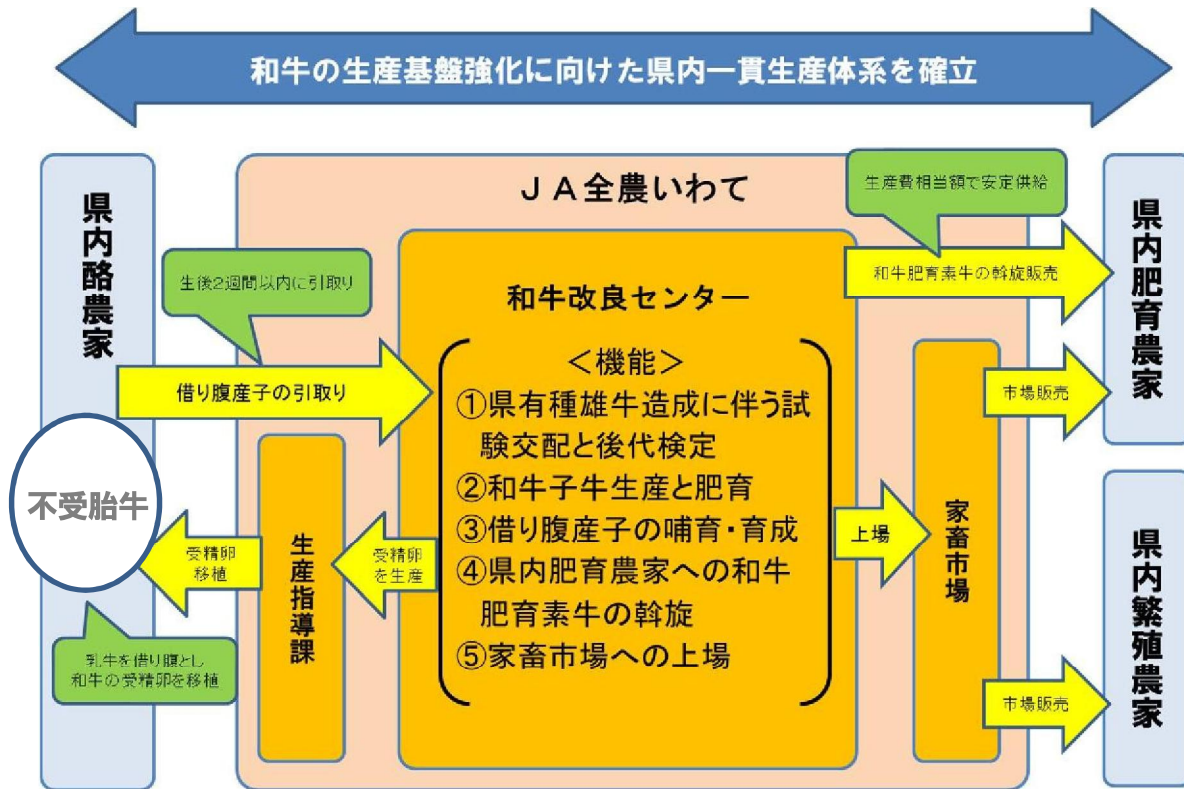 和牛の生産基盤強化に向けた県内一貫生産体系を確立
県内酪農家
不受胎牛
乳牛を借り腹とし
和牛の受精卵を移植
生後2週間以内に引取り
借り腹産子の引取り
受精卵
移植
生産指導課
受精卵
を生産
ＪＡ全農いわて
和牛改良センター
＜機能＞
①県有種雄牛造成に伴う試
験交配と後代検定
②和牛子牛生産と肥育
③借り腹産子の哺育・育成
④県内肥育農家への和牛
肥育素牛の斡旋
⑤家畜市場への上場
生産費相当額で安定供給
和牛肥育素牛の斡旋販売
上場
家畜市場
市場販売
市場販売
県内肥育農家
県内繁殖農家